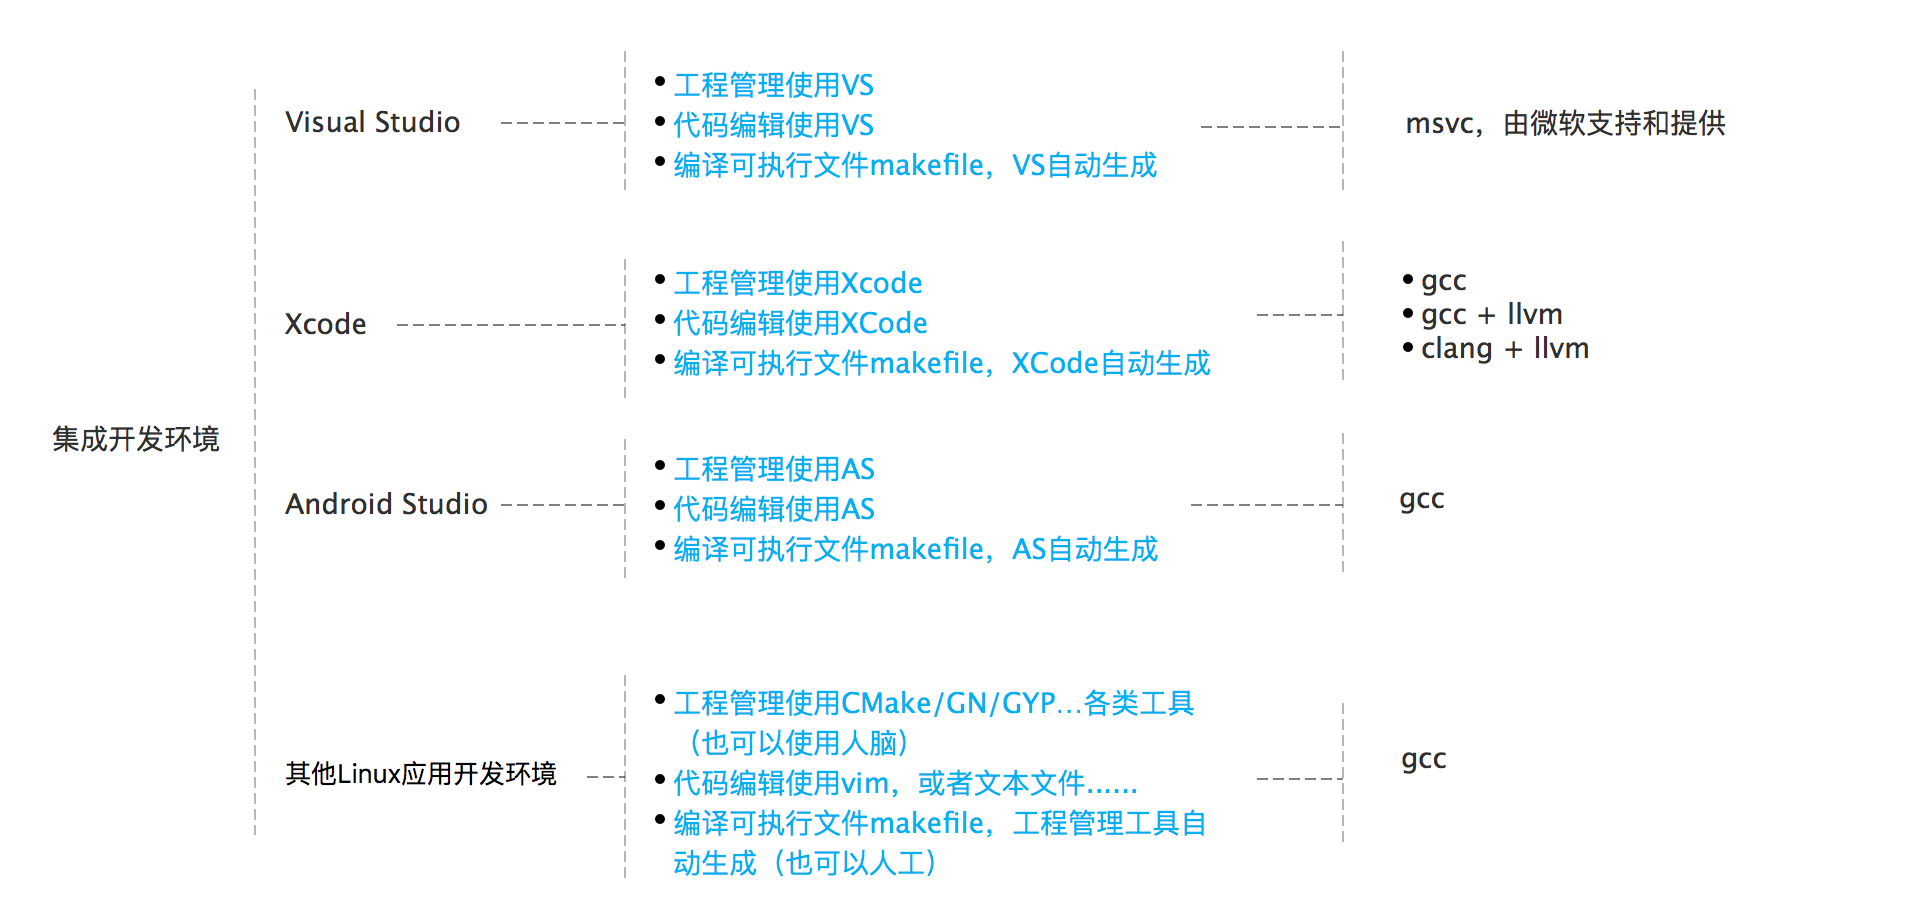 集成开发环境
Visual Studio
• 工程管理使用VS
• 代码编辑使用VS
• 编译可执行文件makefile，VS自动生成
msvc，由微软支持和提供
Xcode
• 工程管理使用Xcode
• 代码编辑使用XCode
• 编译可执行文件makefile，XCode自动生成
• gcc
• gcc + llvm
• clang + llvm
Android Studio
• 工程管理使用AS
• 代码编辑使用AS
• 编译可执行文件makefile，AS自动生成
gcc
其他Linux应用开发环境
• 工程管理使用CMake/GN/GYP…各类工具
（也可以使用人脑）
• 代码编辑使用vim，或者文本文件......
• 编译可执行文件makefile，工程管理工具自
动生成（也可以人工）
gcc